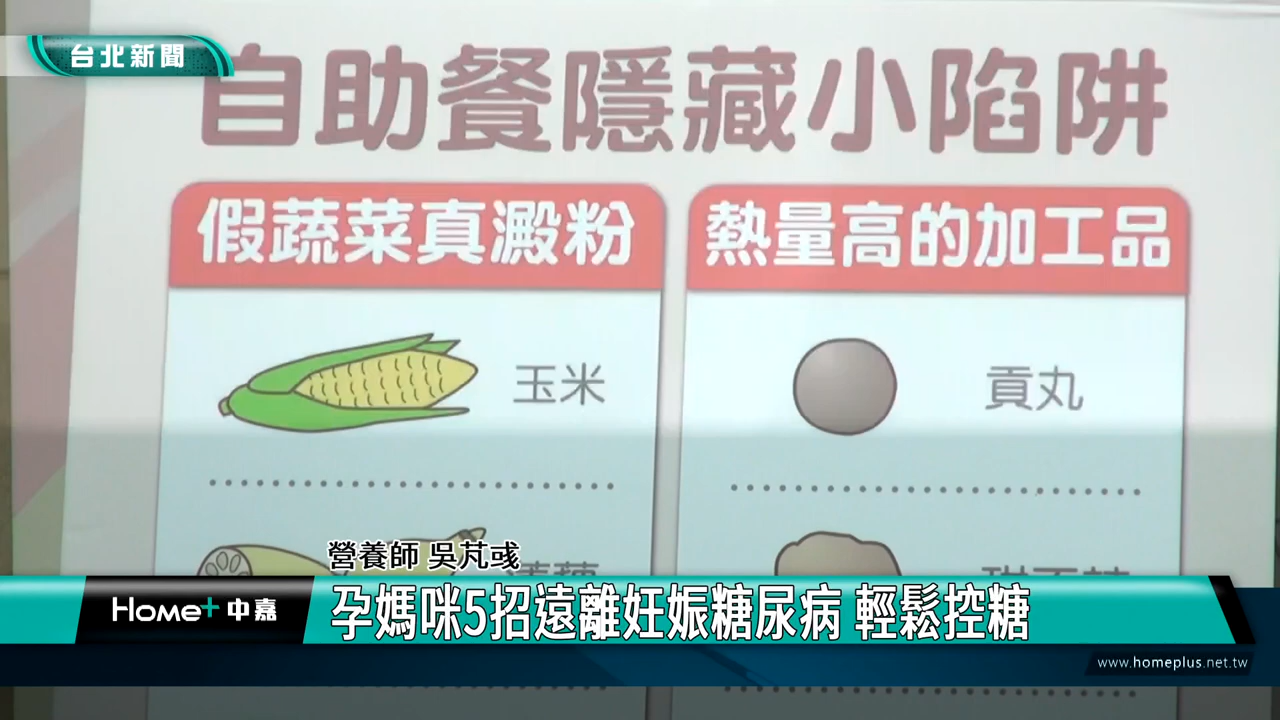 台北新聞
自助餐隱藏小陷阱
假蔬菜真澱粉
熱量高的加工品
玉米
貢丸
營養師 吳芃彧
Home+ 中嘉
孕媽咪5招遠離妊娠糖尿病 輕鬆控糖
www.homeplus.net.tw